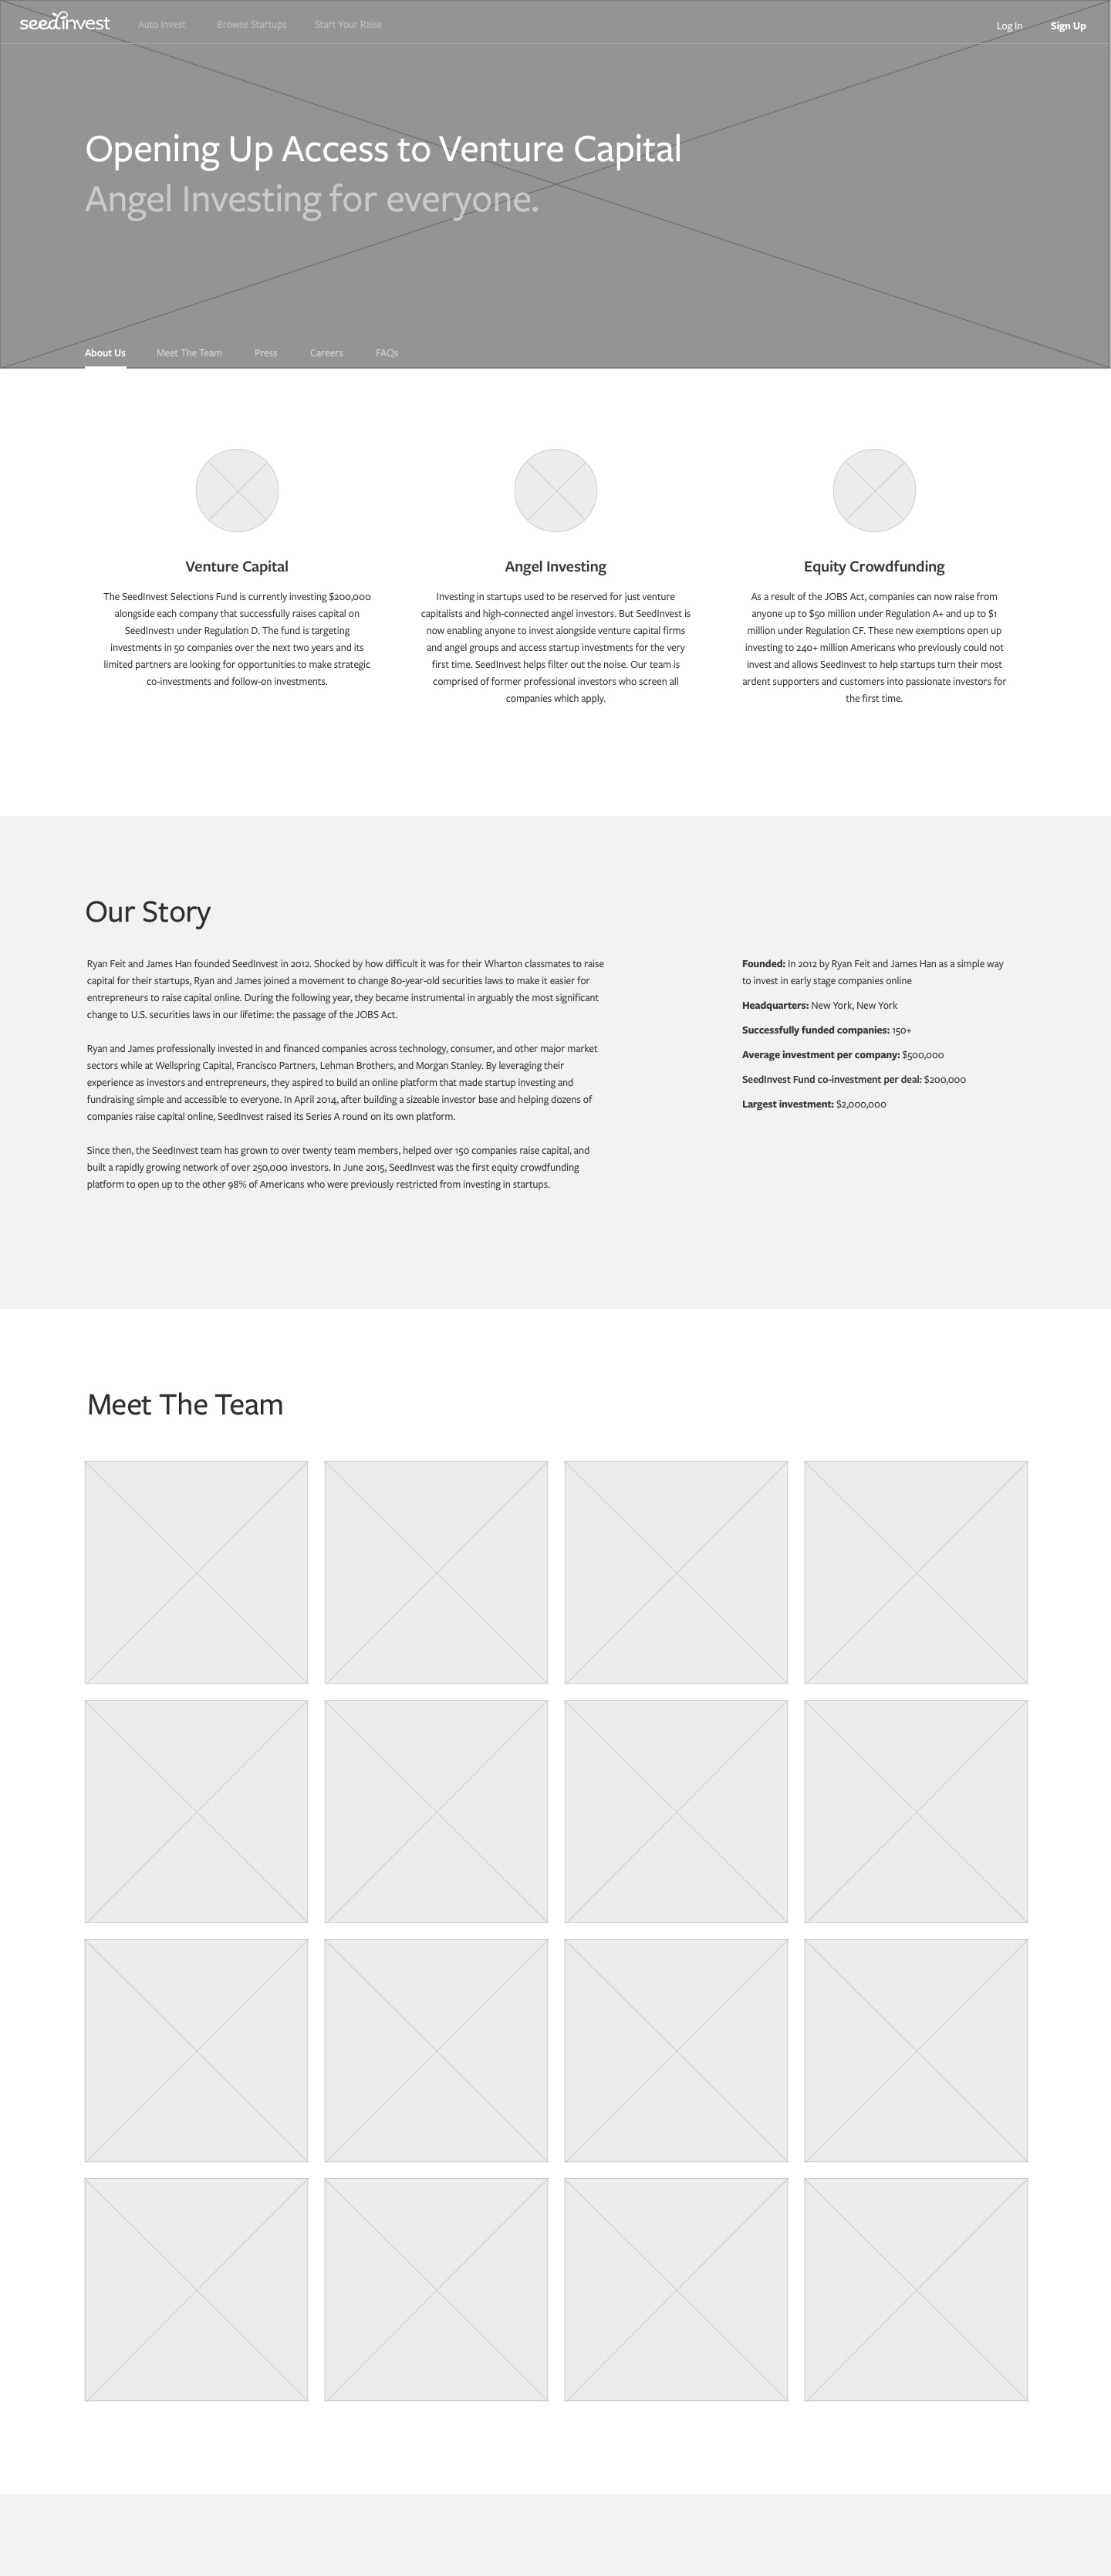 seedinvest Auto Invest Browse Startups Start Your Raise Log In Sign Up
Opening Up Access to Venture Capital
Angel Investing for everyone.
About Us Meet The Team Press Careers FAQs
Venture Capital
The SeedInvest Selections Fund is currently investing $200,000
alongside each company that successfully raises capital on
SeedInvest1 under Regulation D. The fund is targeting
investments in 50 companies over the next two years and its
limited partners are looking for opportunities to make strategic
co-investments and follow-on investments.
Angel Investing
Investing in startups used to be reserved for just venture
capitalists and high-connected angel investors. But SeedInvest is
now enabling anyone to invest alongside venture capital firms
and angel groups and access startup investments for the very
first time. SeedInvest helps filter out the noise. Our team is
comprised of former professional investors who screen all
companies which apply.
Equity Crowdfunding
As a result of the JOBS Act, companies can now raise from
anyone up to $50 million under Regulation A+ and up to $1
million under Regulation CF. These new exemptions open up
investing to 240+ million Americans who previously could not
invest and allows SeedInvest to help startups turn their most
ardent supporters and customers into passionate investors for
the first time.
Our Story
Ryan Feit and James Han founded SeedInvest in 2012. Shocked by how difficult it was for their Wharton classmates to raise
capital for their startups, Ryan and James joined a movement to change 80-year-old securities laws to make it easier for
entrepreneurs to raise capital online. During the following year, they became instrumental in arguably the most significant
change to U.S. securities laws in our lifetime: the passage of the JOBS Act.
Ryan and James professionally invested in and financed companies across technology, consumer, and other major market
sectors while at Wellspring Capital, Francisco Partners, Lehman Brothers, and Morgan Stanley. By leveraging their
experience as investors and entrepreneurs, they aspired to build an online platform that made startup investing and
fundraising simple and accessible to everyone. In April 2014, after building a sizeable investor base and helping dozens of
companies raise capital online, SeedInvest raised its Series A round on its own platform.
Since then, the SeedInvest team has grown to over twenty team members, helped over 150 companies raise capital, and
built a rapidly growing network of over 250,000 investors. In June 2015, SeedInvest was the first equity crowdfunding
platform to open up to the other 98% of Americans who were previously restricted from investing in startups.
Founded: In 2012 by Ryan Feit and James Han as a simple way
to invest in early stage companies online
Headquarters: New York, New York
Successfully funded companies: 150+
Average investment per company: $500,000
SeedInvest Fund co-investment per deal: $200,000
Largest investment: $2,000,000
Meet The Team